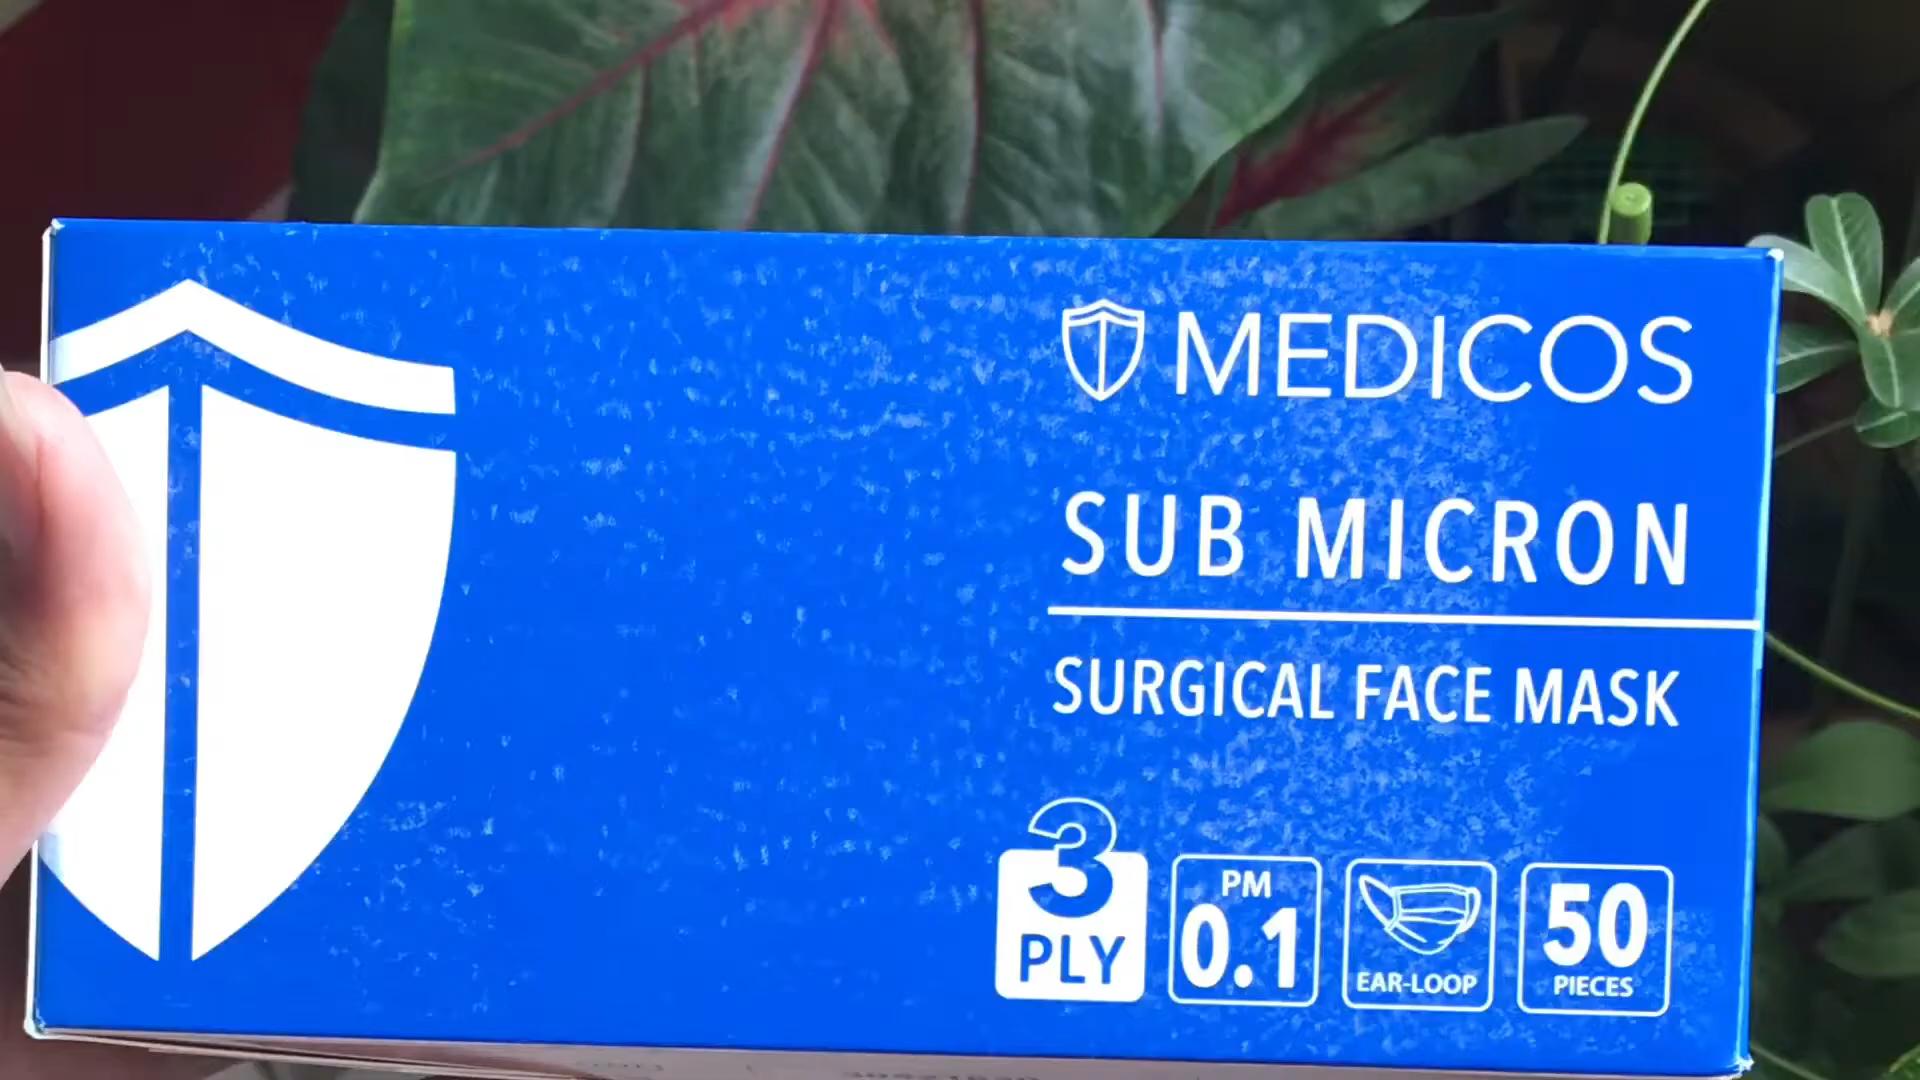 MEDICOS
SUB MICRON
SURGICAL FACE MASK
3
PLY
PM
0.1
EAR-LOOP
50
PIECES